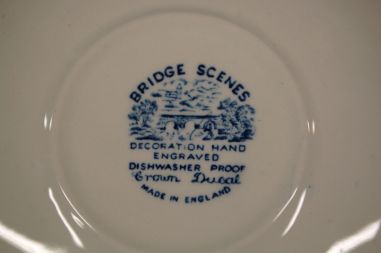 BRIDGE SCENES
DECORATION HAND
ENGRAVED
DISHWASHER PROOF
Crown Ducal
MADE IN ENGLAND